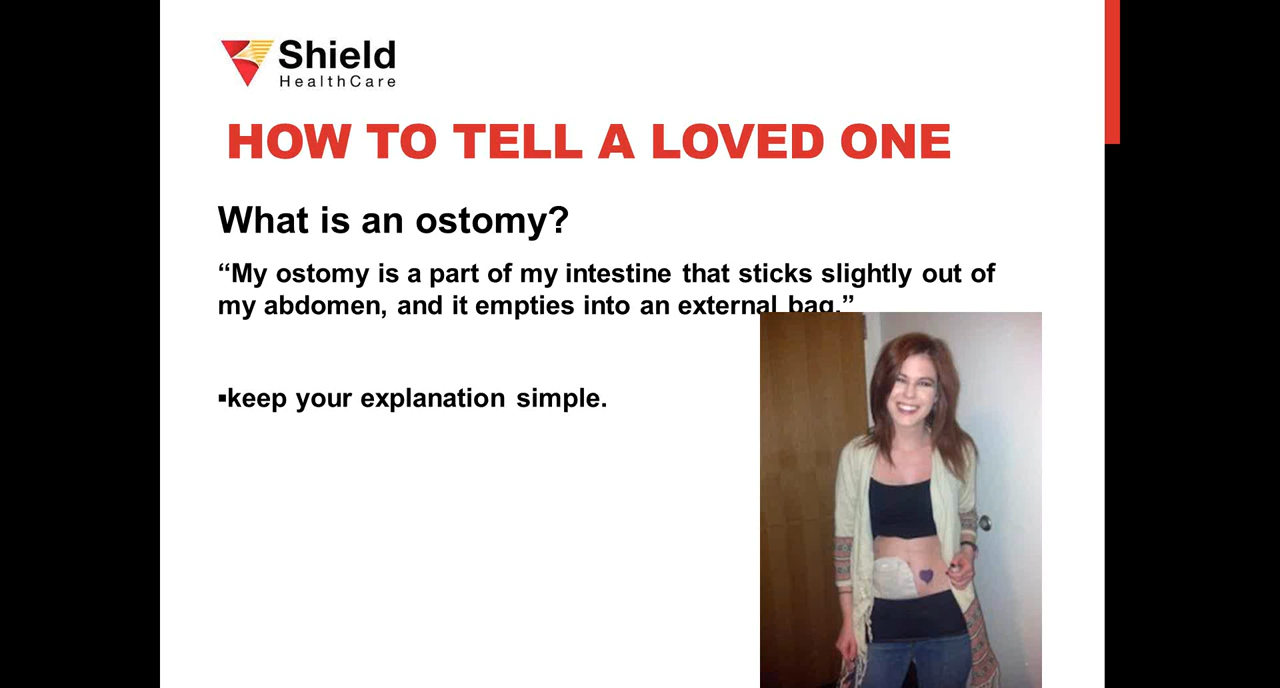 Shield
HealthCare
HOW TO TELL A LOVED ONE
What is an ostomy?
“My ostomy is a part of my intestine that sticks slightly out of
my abdomen, and it empties into an external bag.”
▪keep your explanation simple.